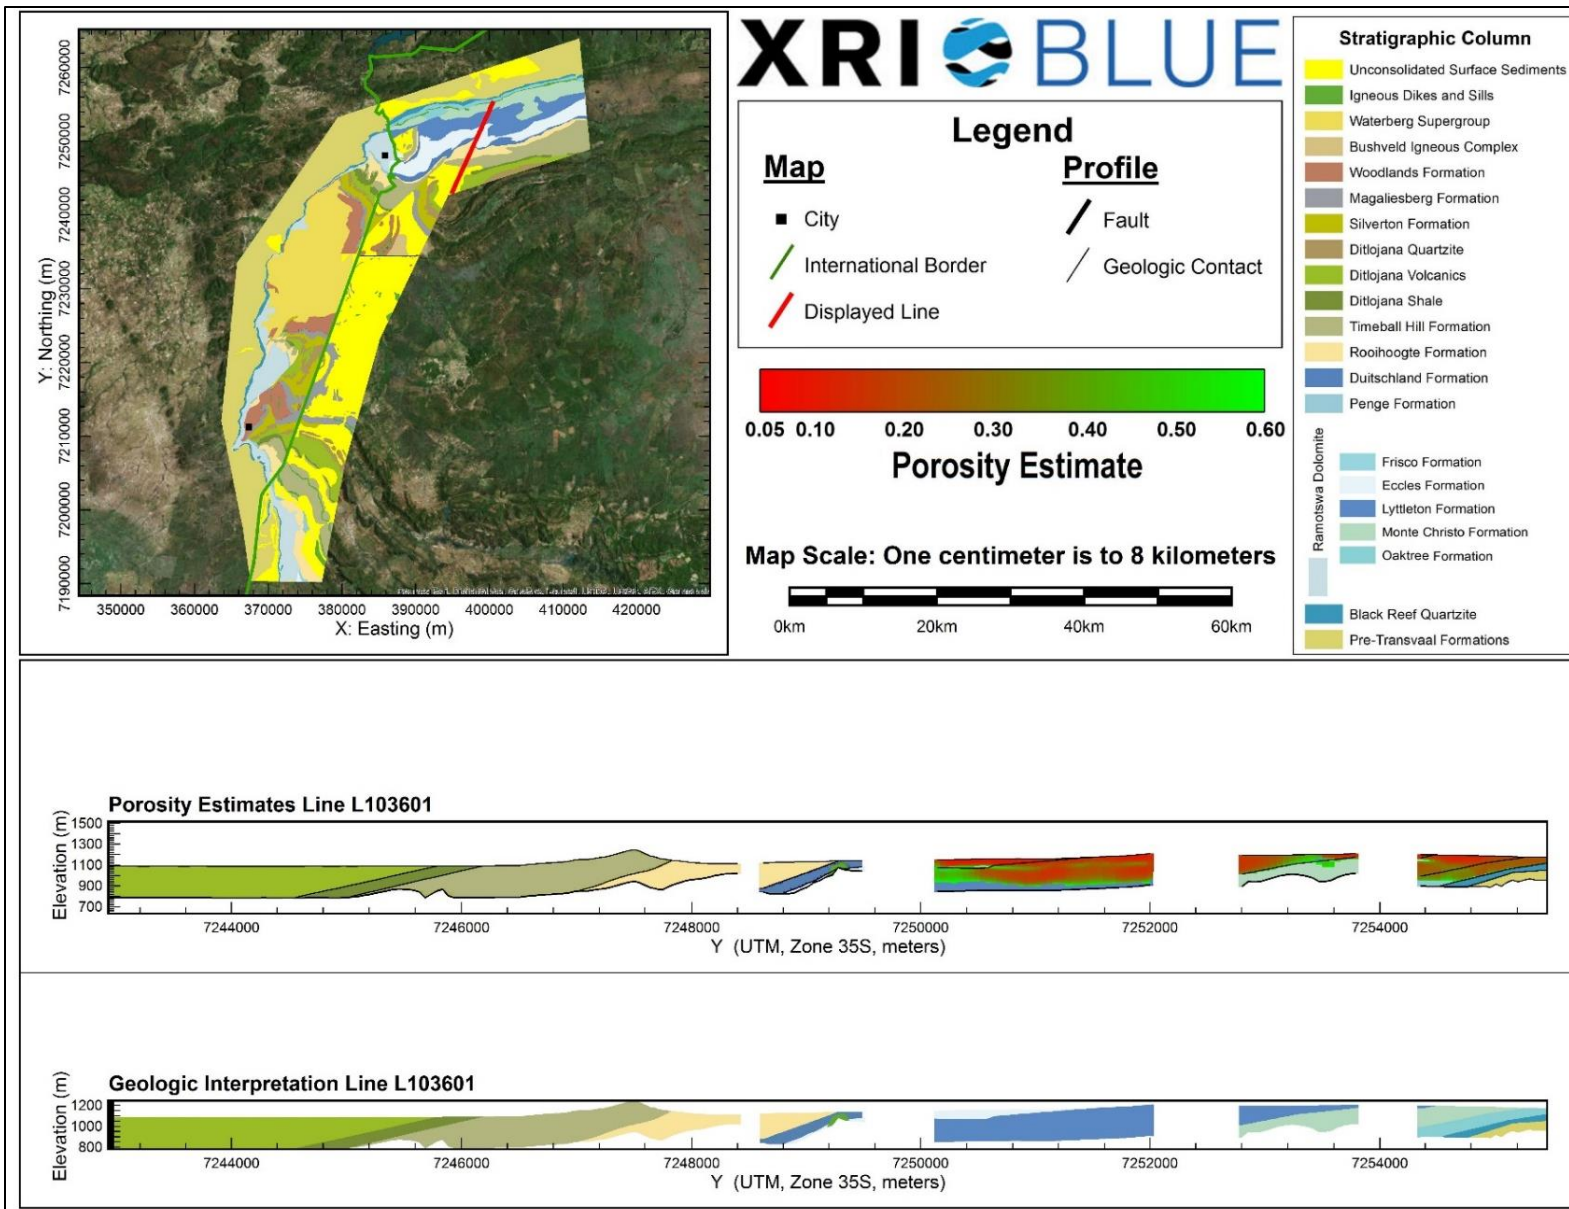 XRI BLUE
Legend
Map
City
International Border
Displayed Line
Profile
Fault
Geologic Contact
0.05 0.10 0.20 0.30 0.40 0.50 0.60
Porosity Estimate
Map Scale: One centimeter is to 8 kilometers
0km 20km 40km 60km
Stratigraphic Column
Unconsolidated Surface Sediments
Igneous Dikes and Sills
Waterberg Supergroup
Bushveld Igneous Complex
Woodlands Formation
Magaliesberg Formation
Silverton Formation
Ditlojana Quartzite
Ditlojana Volcanics
Ditlojana Shale
Timeball Hill Formation
Rooihoogte Formation
Duitschland Formation
Penge Formation
Ramotswa Dolomite
Frisco Formation
Eccles Formation
Lyttleton Formation
Monte Christo Formation
Oaktree Formation
Black Reef Quartzite
Pre-Transvaal Formations
Y: Northing (m)
7260000
7250000
7240000
7230000
7220000
7210000
7200000
7190000
350000 360000 370000 380000 390000 400000 410000 420000
X: Easting (m)
Porosity Estimates Line L103601
Elevation (m)
1500
1300
1100
900
700
7244000 7246000 7248000 7250000 7252000 7254000
Y (UTM, Zone 35S, meters)
Geologic Interpretation Line L103601
Elevation (m)
1200
1000
800
7244000 7246000 7248000 7250000 7252000 7254000
Y (UTM, Zone 35S, meters)